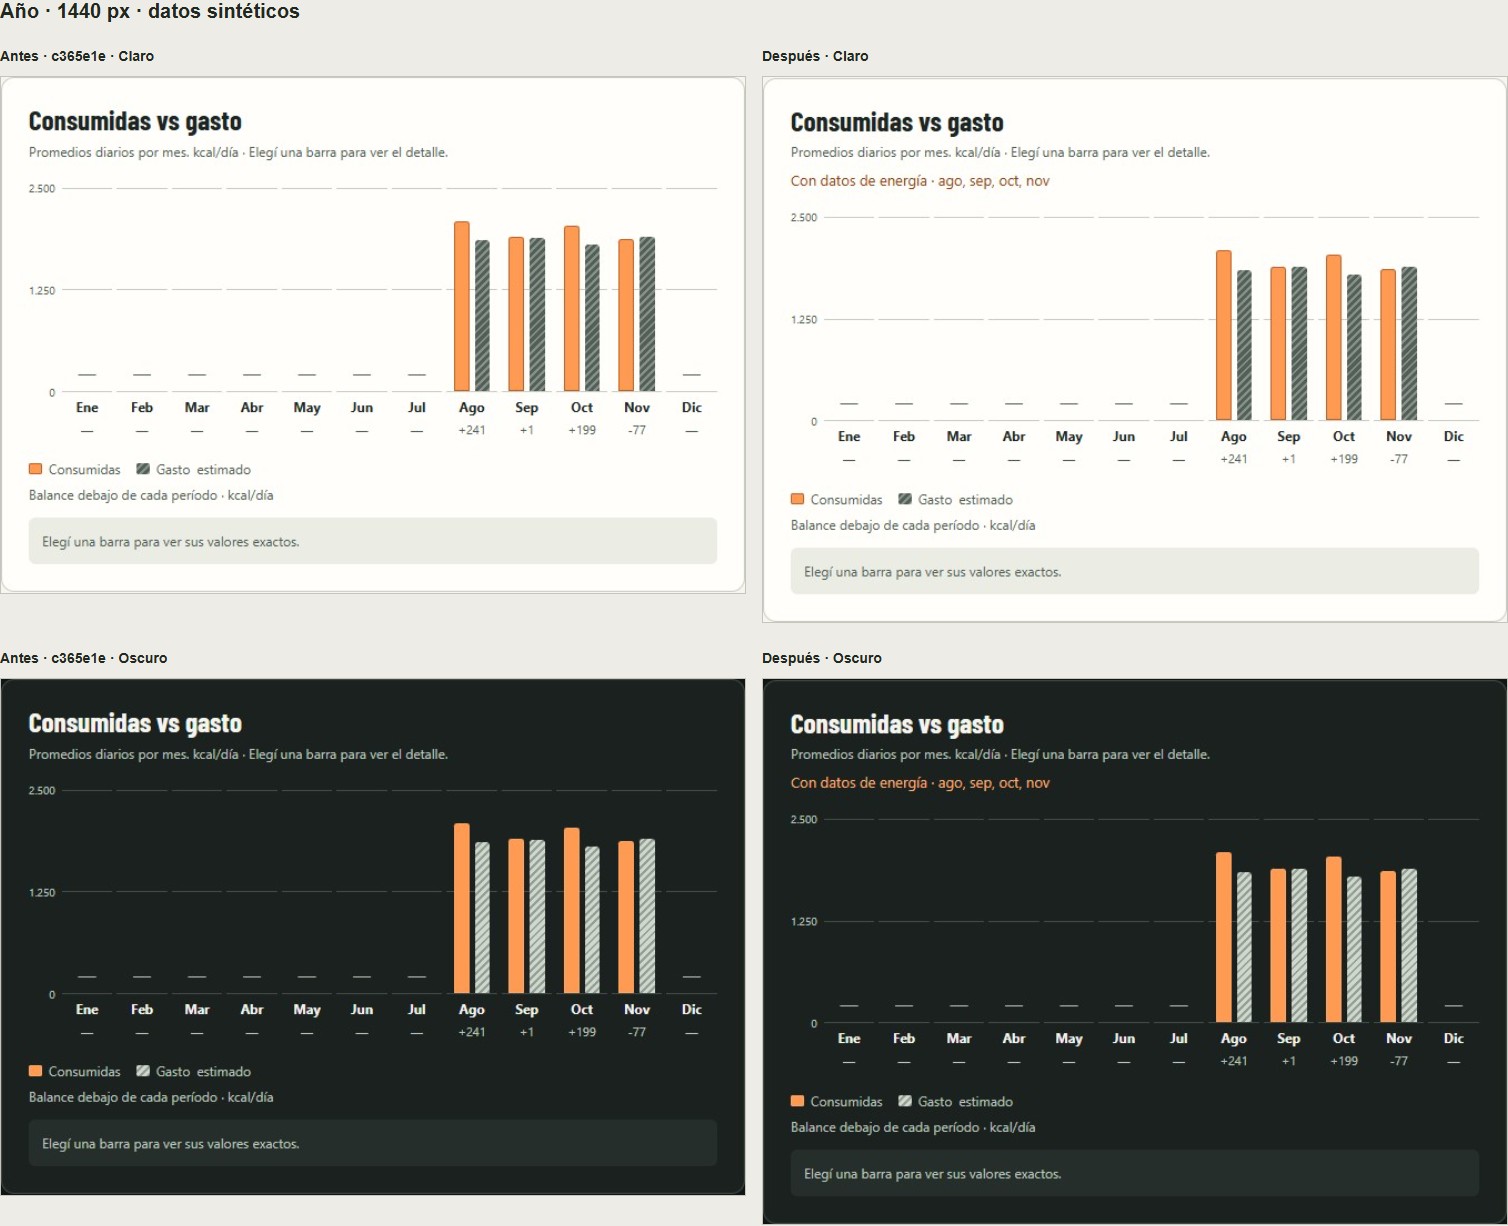 Año · 1440 px · datos sintéticos
Antes · c365e1e · Claro
Consumidas vs gasto
Promedios diarios por mes. kcal/día · Elegí una barra para ver el detalle.
2.500
1.250
0
Ene Feb Mar Abr May Jun Jul Ago Sep Oct Nov Dic
— — — — — — — +241 +1 +199 -77 —
Consumidas Gasto estimado
Balance debajo de cada período · kcal/día
Elegí una barra para ver sus valores exactos.
Después · Claro
Consumidas vs gasto
Promedios diarios por mes. kcal/día · Elegí una barra para ver el detalle.
Con datos de energía · ago, sep, oct, nov
2.500
1.250
0
Ene Feb Mar Abr May Jun Jul Ago Sep Oct Nov Dic
— — — — — — — +241 +1 +199 -77 —
Consumidas Gasto estimado
Balance debajo de cada período · kcal/día
Elegí una barra para ver sus valores exactos.
Antes · c365e1e · Oscuro
Consumidas vs gasto
Promedios diarios por mes. kcal/día · Elegí una barra para ver el detalle.
2.500
1.250
0
Ene Feb Mar Abr May Jun Jul Ago Sep Oct Nov Dic
— — — — — — — +241 +1 +199 -77 —
Consumidas Gasto estimado
Balance debajo de cada período · kcal/día
Elegí una barra para ver sus valores exactos.
Después · Oscuro
Consumidas vs gasto
Promedios diarios por mes. kcal/día · Elegí una barra para ver el detalle.
Con datos de energía · ago, sep, oct, nov
2.500
1.250
0
Ene Feb Mar Abr May Jun Jul Ago Sep Oct Nov Dic
— — — — — — — +241 +1 +199 -77 —
Consumidas Gasto estimado
Balance debajo de cada período · kcal/día
Elegí una barra para ver sus valores exactos.